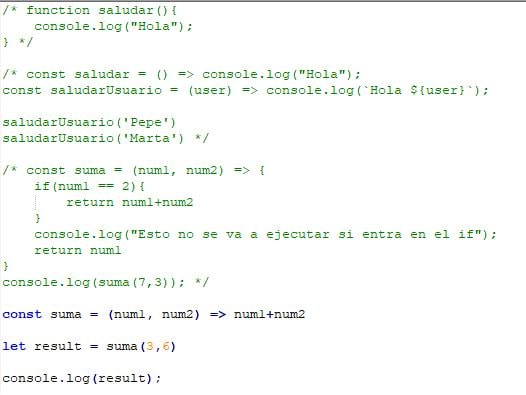 /* function saludar(){
    console.log("Hola");
} */
/* const saludar = () => console.log("Hola");
const saludarUsuario = (user) => console.log(`Hola ${user}`);
saludarUsuario('Pepe')
saludarUsuario('Marta') */
/* const suma = (num1, num2) => {
    if(num1 == 2){
        return num1+num2
    }
    console.log("Esto no se va a ejecutar si entra en el if");
    return num1
}
console.log(suma(7,3)); */
const suma = (num1, num2) => num1+num2
let result = suma(3,6)
console.log(result);